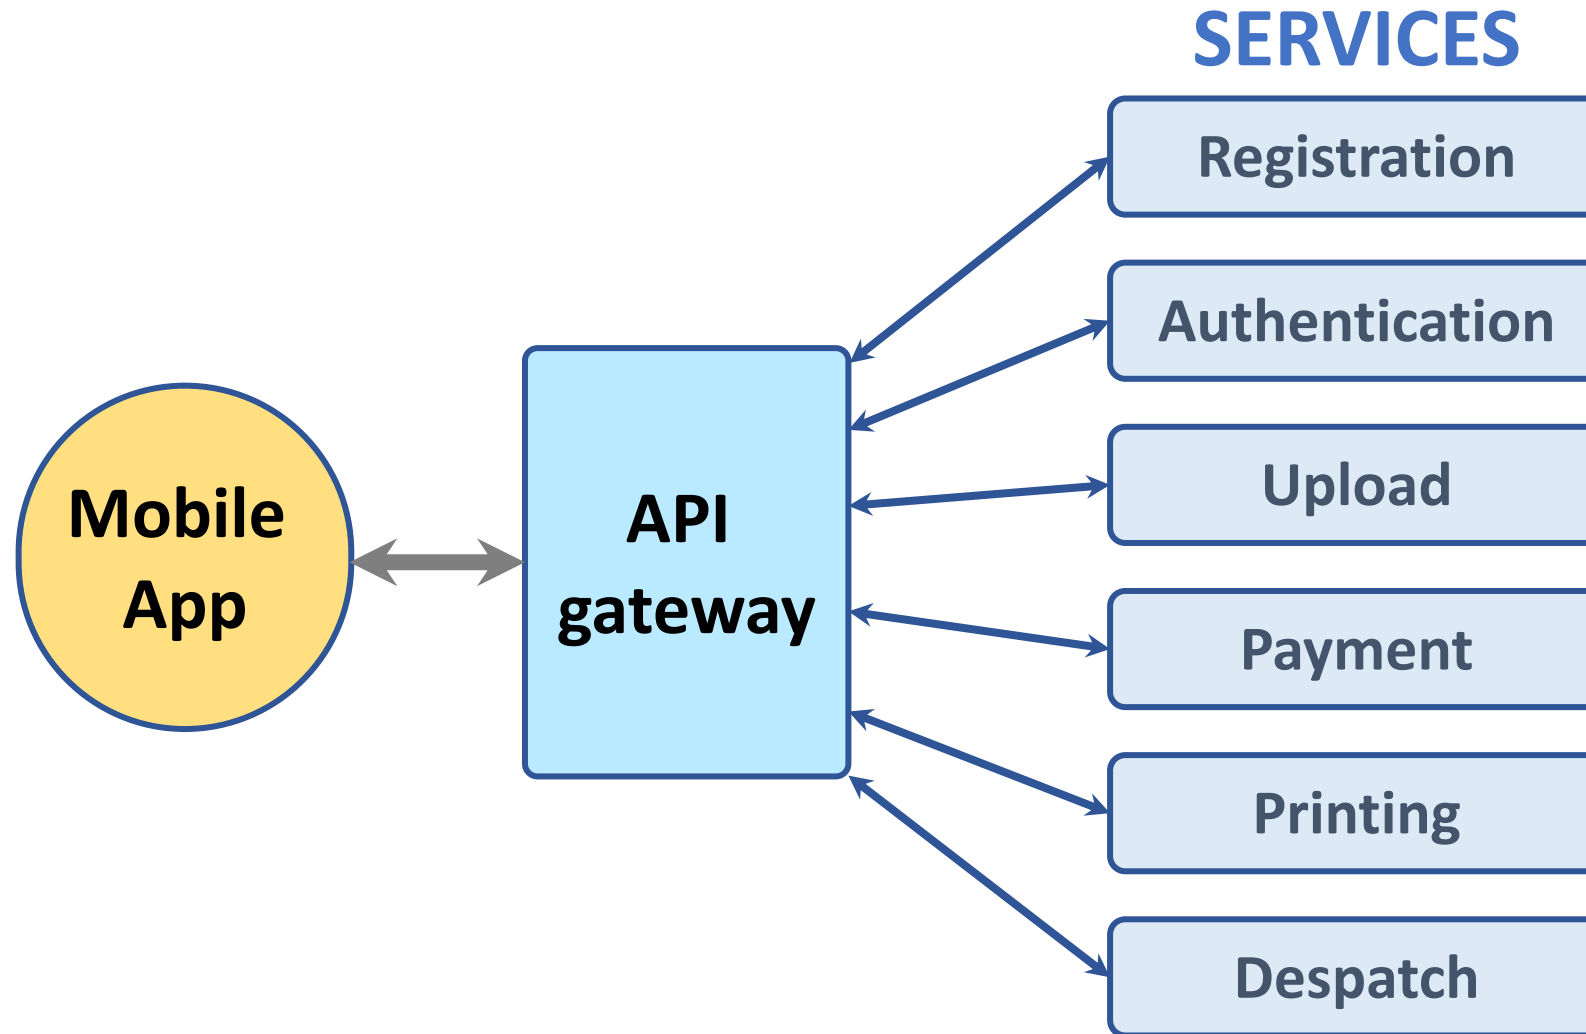 SERVICES
Registration
Authentication
Upload
Payment
Printing
Despatch
Mobile
App
API
gateway